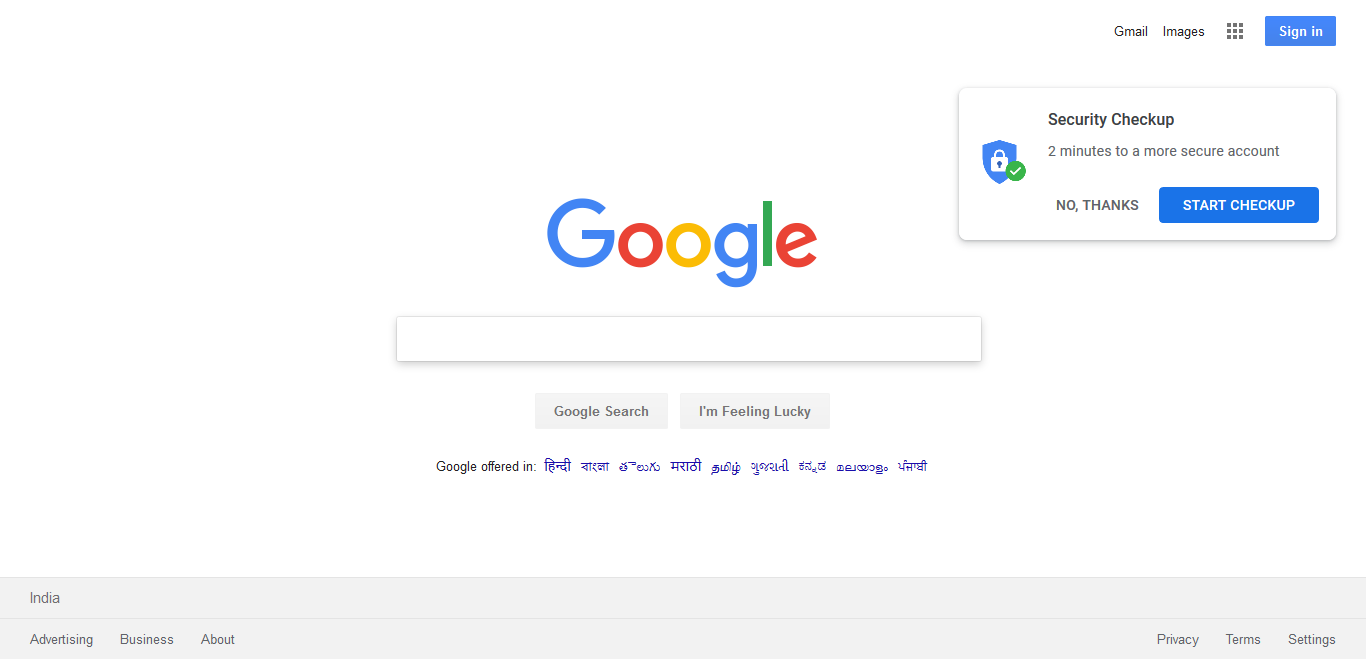 Gmail Images Sign in
Security Checkup
2 minutes to a more secure account
NO, THANKS START CHECKUP
Google
Google Search I'm Feeling Lucky
Google offered in: हिन्दी বাংলা తెలుగు मराठी தமிழ் ગુજરાતી ಕನ್ನಡ മലയാളം ਪੰਜਾਬੀ
India
Advertising Business About Privacy Terms Settings